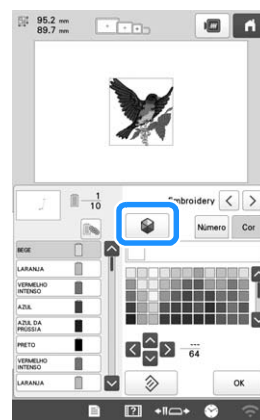 95.2 mm
89.7 mm
1
10
Embroidery
Número
Cor
BEGE
LARANJA
VERMELHO
INTENSO
AZUL
AZUL DA
PRÚSSIA
PRETO
VERMELHO
INTENSO
LARANJA
---
64
OK